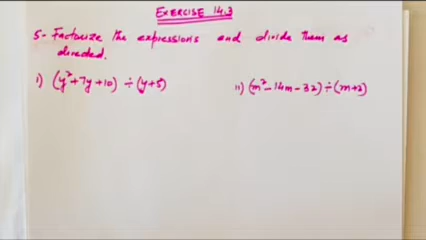 EXERCISE 14.3
5- Factorize the expressions and divide them as
directed.
i) (y²+7y+10) ÷ (y+5)
ii) (m²-14m-32) ÷ (m+2)